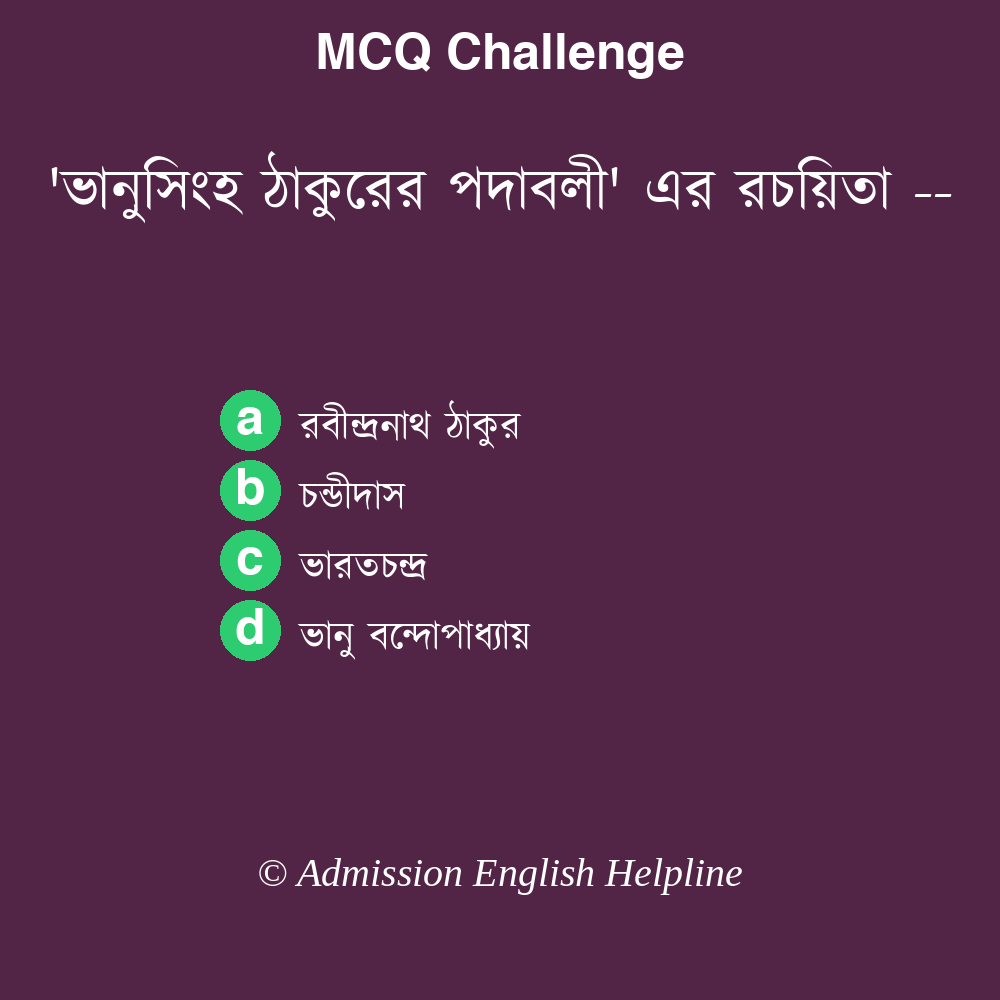 MCQ Challenge
'ভানুসিংহ ঠাকুরের পদাবলী' এর রচয়িতা --
a রবীন্দ্রনাথ ঠাকুর
b চন্ডীদাস
c ভারতচন্দ্র
d ভানু বন্দোপাধ্যায়
© Admission English Helpline